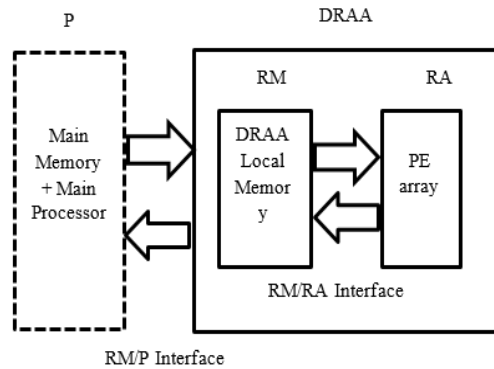 P
DRAA
RM
RA
Main
Memory
+ Main
Processor
DRAA
Local
Memor
y
PE
array
RM/RA Interface
RM/P Interface